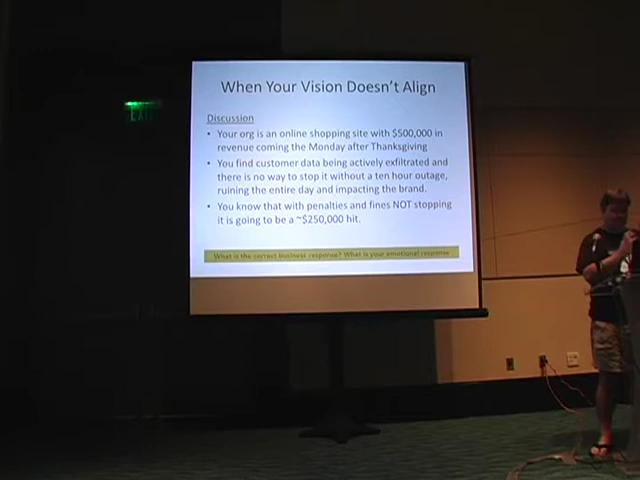 EXIT
When Your Vision Doesn't Align
Discussion
• Your org is an online shopping site with $500,000 in
revenue coming the Monday after Thanksgiving
• You find customer data being actively exfiltrated and
there is no way to stop it without a ten hour outage,
ruining the entire day and impacting the brand.
• You know that with penalties and fines NOT stopping
it is going to be a ~$250,000 hit.
What is the correct business response? What is your emotional response